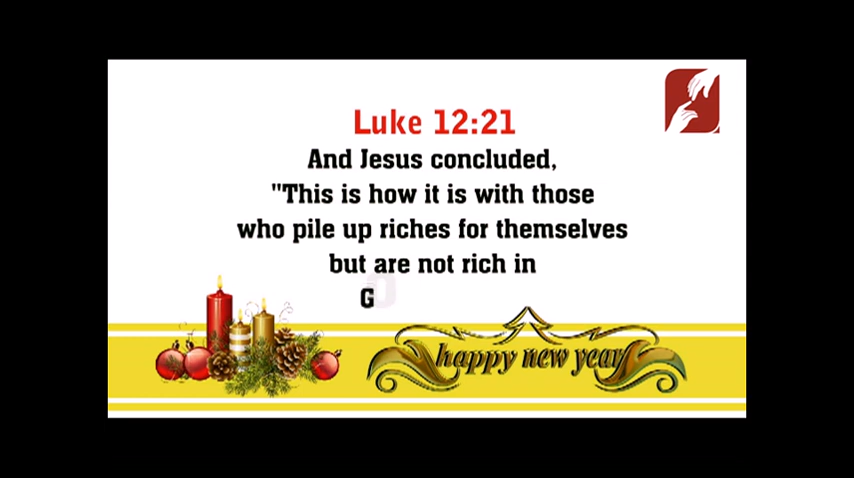 Luke 12:21
And Jesus concluded,
"This is how it is with those
who pile up riches for themselves
but are not rich in
G
happy new year